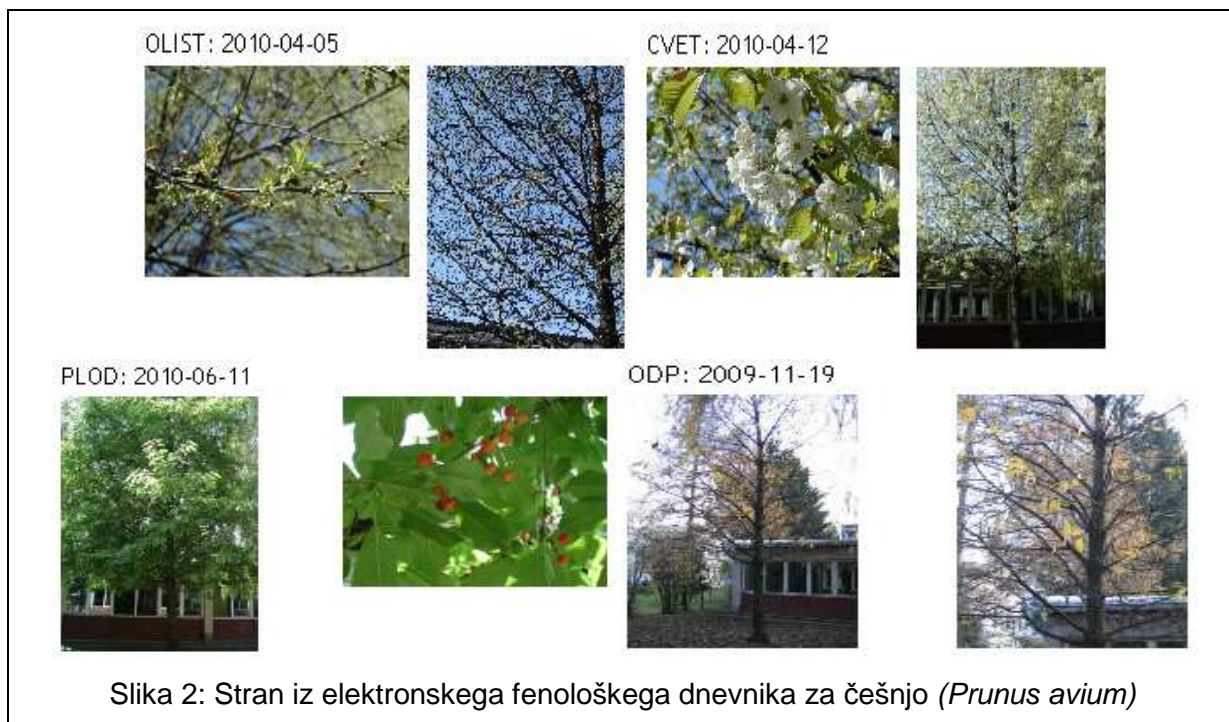 OLIST: 2010-04-05
CVET: 2010-04-12
PLOD: 2010-06-11
ODP: 2009-11-19
Slika 2: Stran iz elektronskega fenološkega dnevnika za češnjo (Prunus avium)